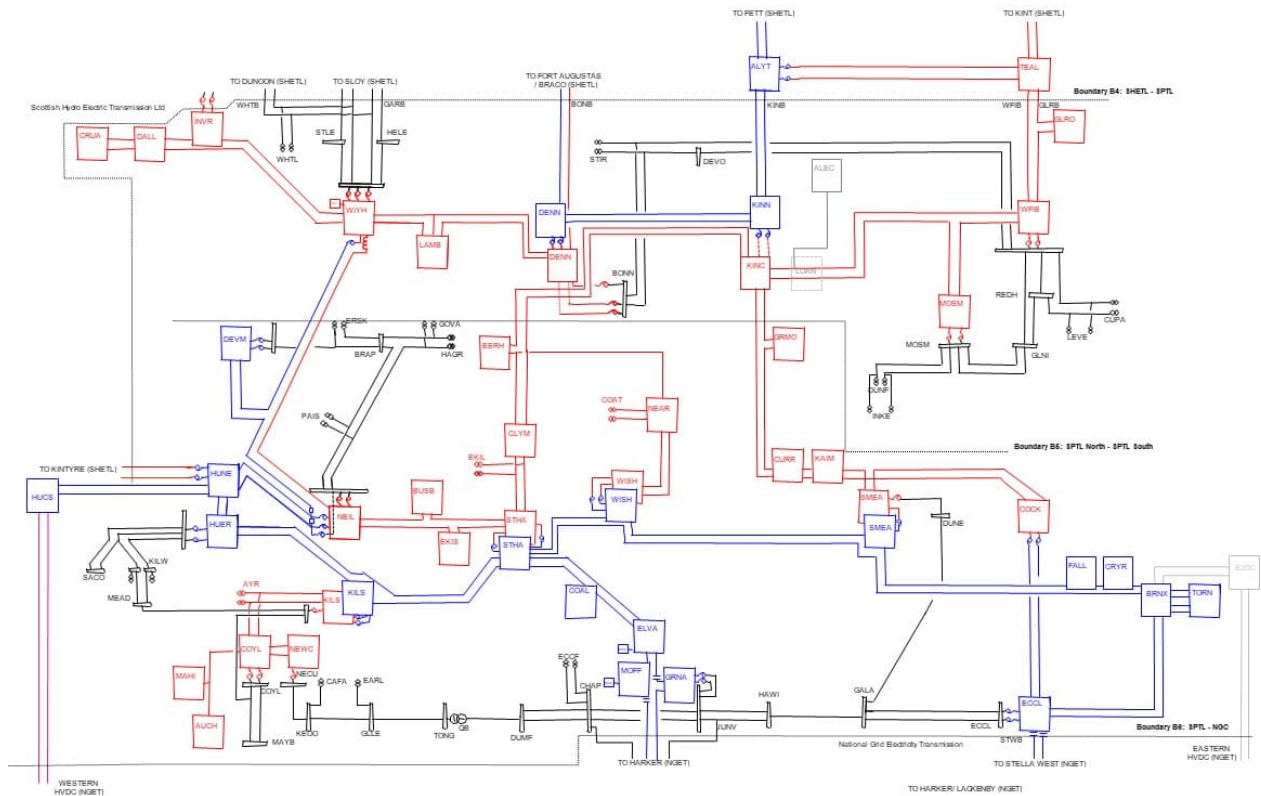 TO FETT (SHETL)
TO KINT (SHETL)
ALYT
TEAL
TO DUNOON (SHETL)
TO SLOY (SHETL)
TO FORT AUGUSTAS
/ BRACO (SHETL)
Boundary B4: SHETL - SPTL
Scottish Hydro Electric Transmission Ltd
WHTB
GARB
BONB
KINB
WFIB
GLRB
CRUA
DALL
INVR
GLRO
STLE
HELE
WHTL
STIR
DEVO
ALEC
WIYH
DENN
KINN
WFIB
LAMB
DENN
KINC
BONN
REDH
MOSM
CUPA
LEVE
ERSK
GOVA
DEVM
BRAP
HAGR
EERH
GRMO
MOSM
GLNI
DUNF
INKE
COAT
NEAR
PAIS
CLYM
Boundary B5: SPTL North - SPTL South
EKIL
CURR
KAIM
TO KINTYRE (SHETL)
HUNE
HUCS
BUSB
WISH
WISH
SMEA
COCK
NEIL
STHA
HUER
DUNE
SMEA
EKIS
STHA
KILW
SACO
FALL
CRYR
EJDC
MEAD
AYR
KILS
KILS
COAL
BRNX
TORN
ELVA
COYL
NEWC
MAHI
NECU
ECCF
MOFF
GRNA
COYL
CAFA
EARL
CHAP
HAWI
GALA
AUCH
ECCL
ECCL
KEDO
GLLE
TONG
QB
DUMF
JUNV
Boundary B6: SPTL - NGC
MAYB
STWB
National Grid Electricity Transmission
EASTERN
HVDC (NGET)
TO HARKER (NGET)
TO STELLA WEST (NGET)
WESTERN
HVDC (NGET)
TO HARKER/ LACKENBY (NGET)